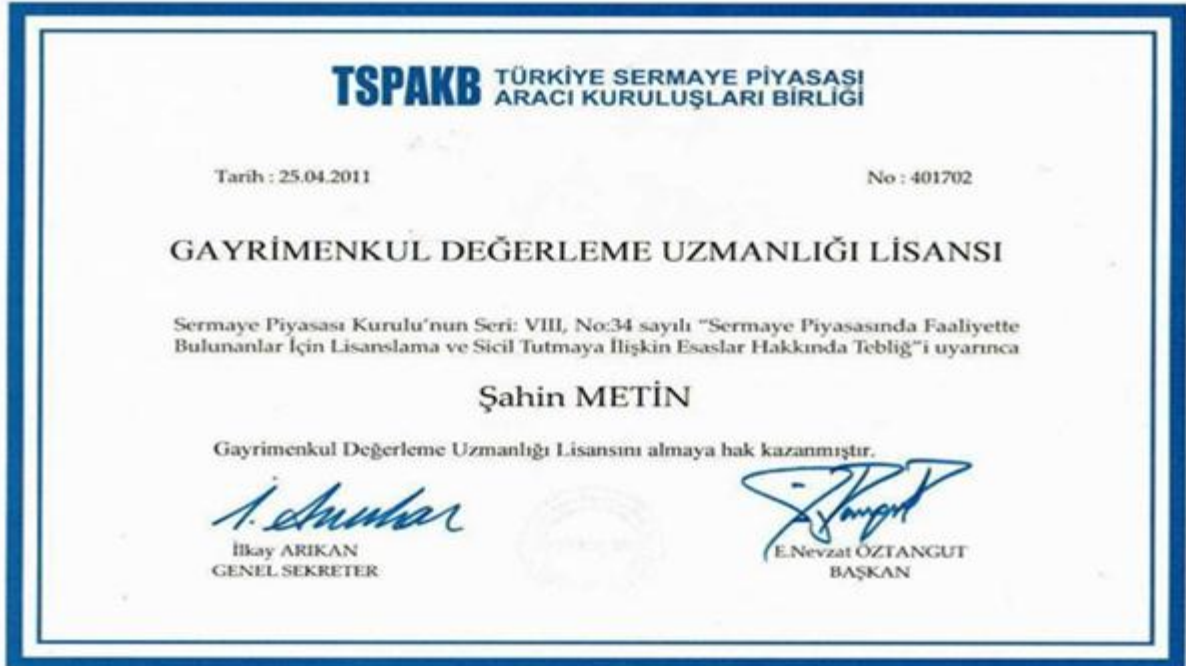 TSPAKB TÜRKİYE SERMAYE PİYASASI
ARACI KURULUŞLARI BİRLİĞİ
Tarih : 25.04.2011
No : 401702
GAYRİMENKUL DEĞERLEME UZMANLIĞI LİSANSI
Sermaye Piyasası Kurulu'nun Seri: VIII, No:34 sayılı "Sermaye Piyasasında Faaliyette
Bulunanlar İçin Lisanslama ve Sicil Tutmaya İlişkin Esaslar Hakkında Tebliğ"i uyarınca
Şahin METİN
Gayrimenkul Değerleme Uzmanlığı Lisansını almaya hak kazanmıştır.
İlkay ARIKAN
GENEL SEKRETER
E.Nevzat ÖZTANGUT
BAŞKAN